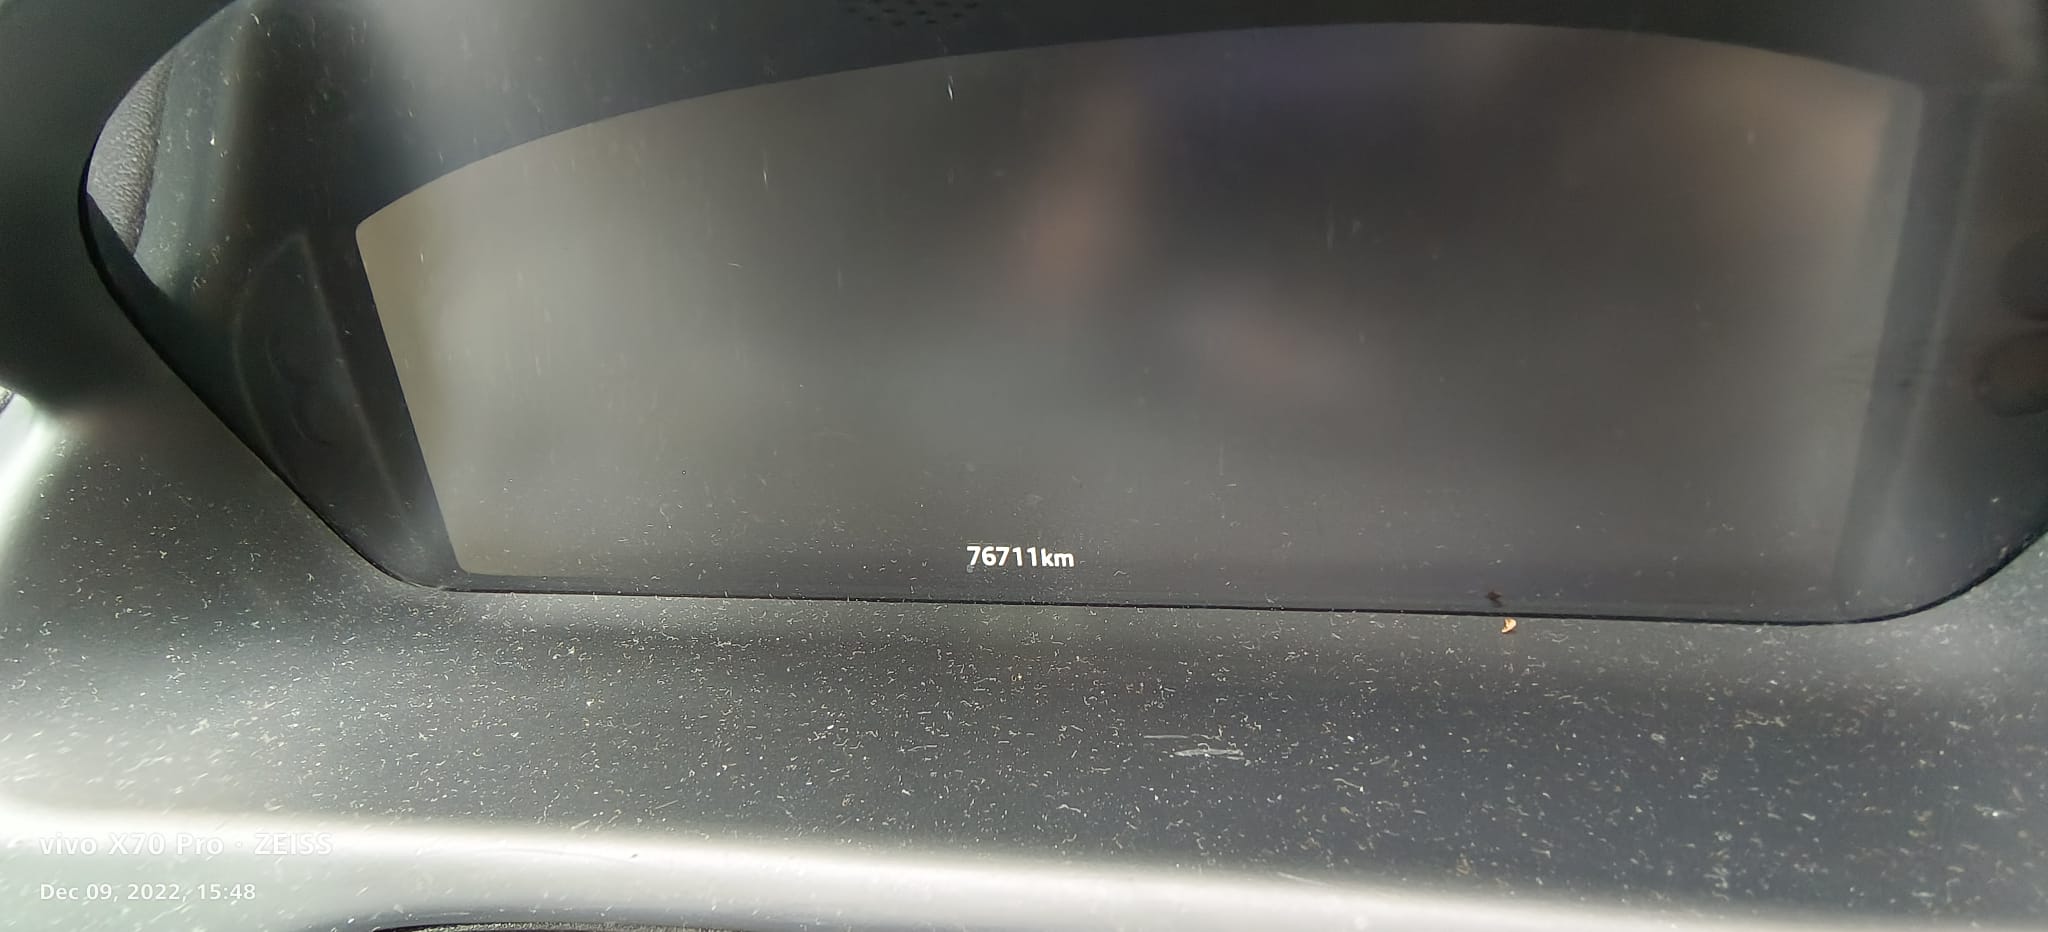 76711km
vivo X70 Pro · ZEISS
Dec 09, 2022, 15:48